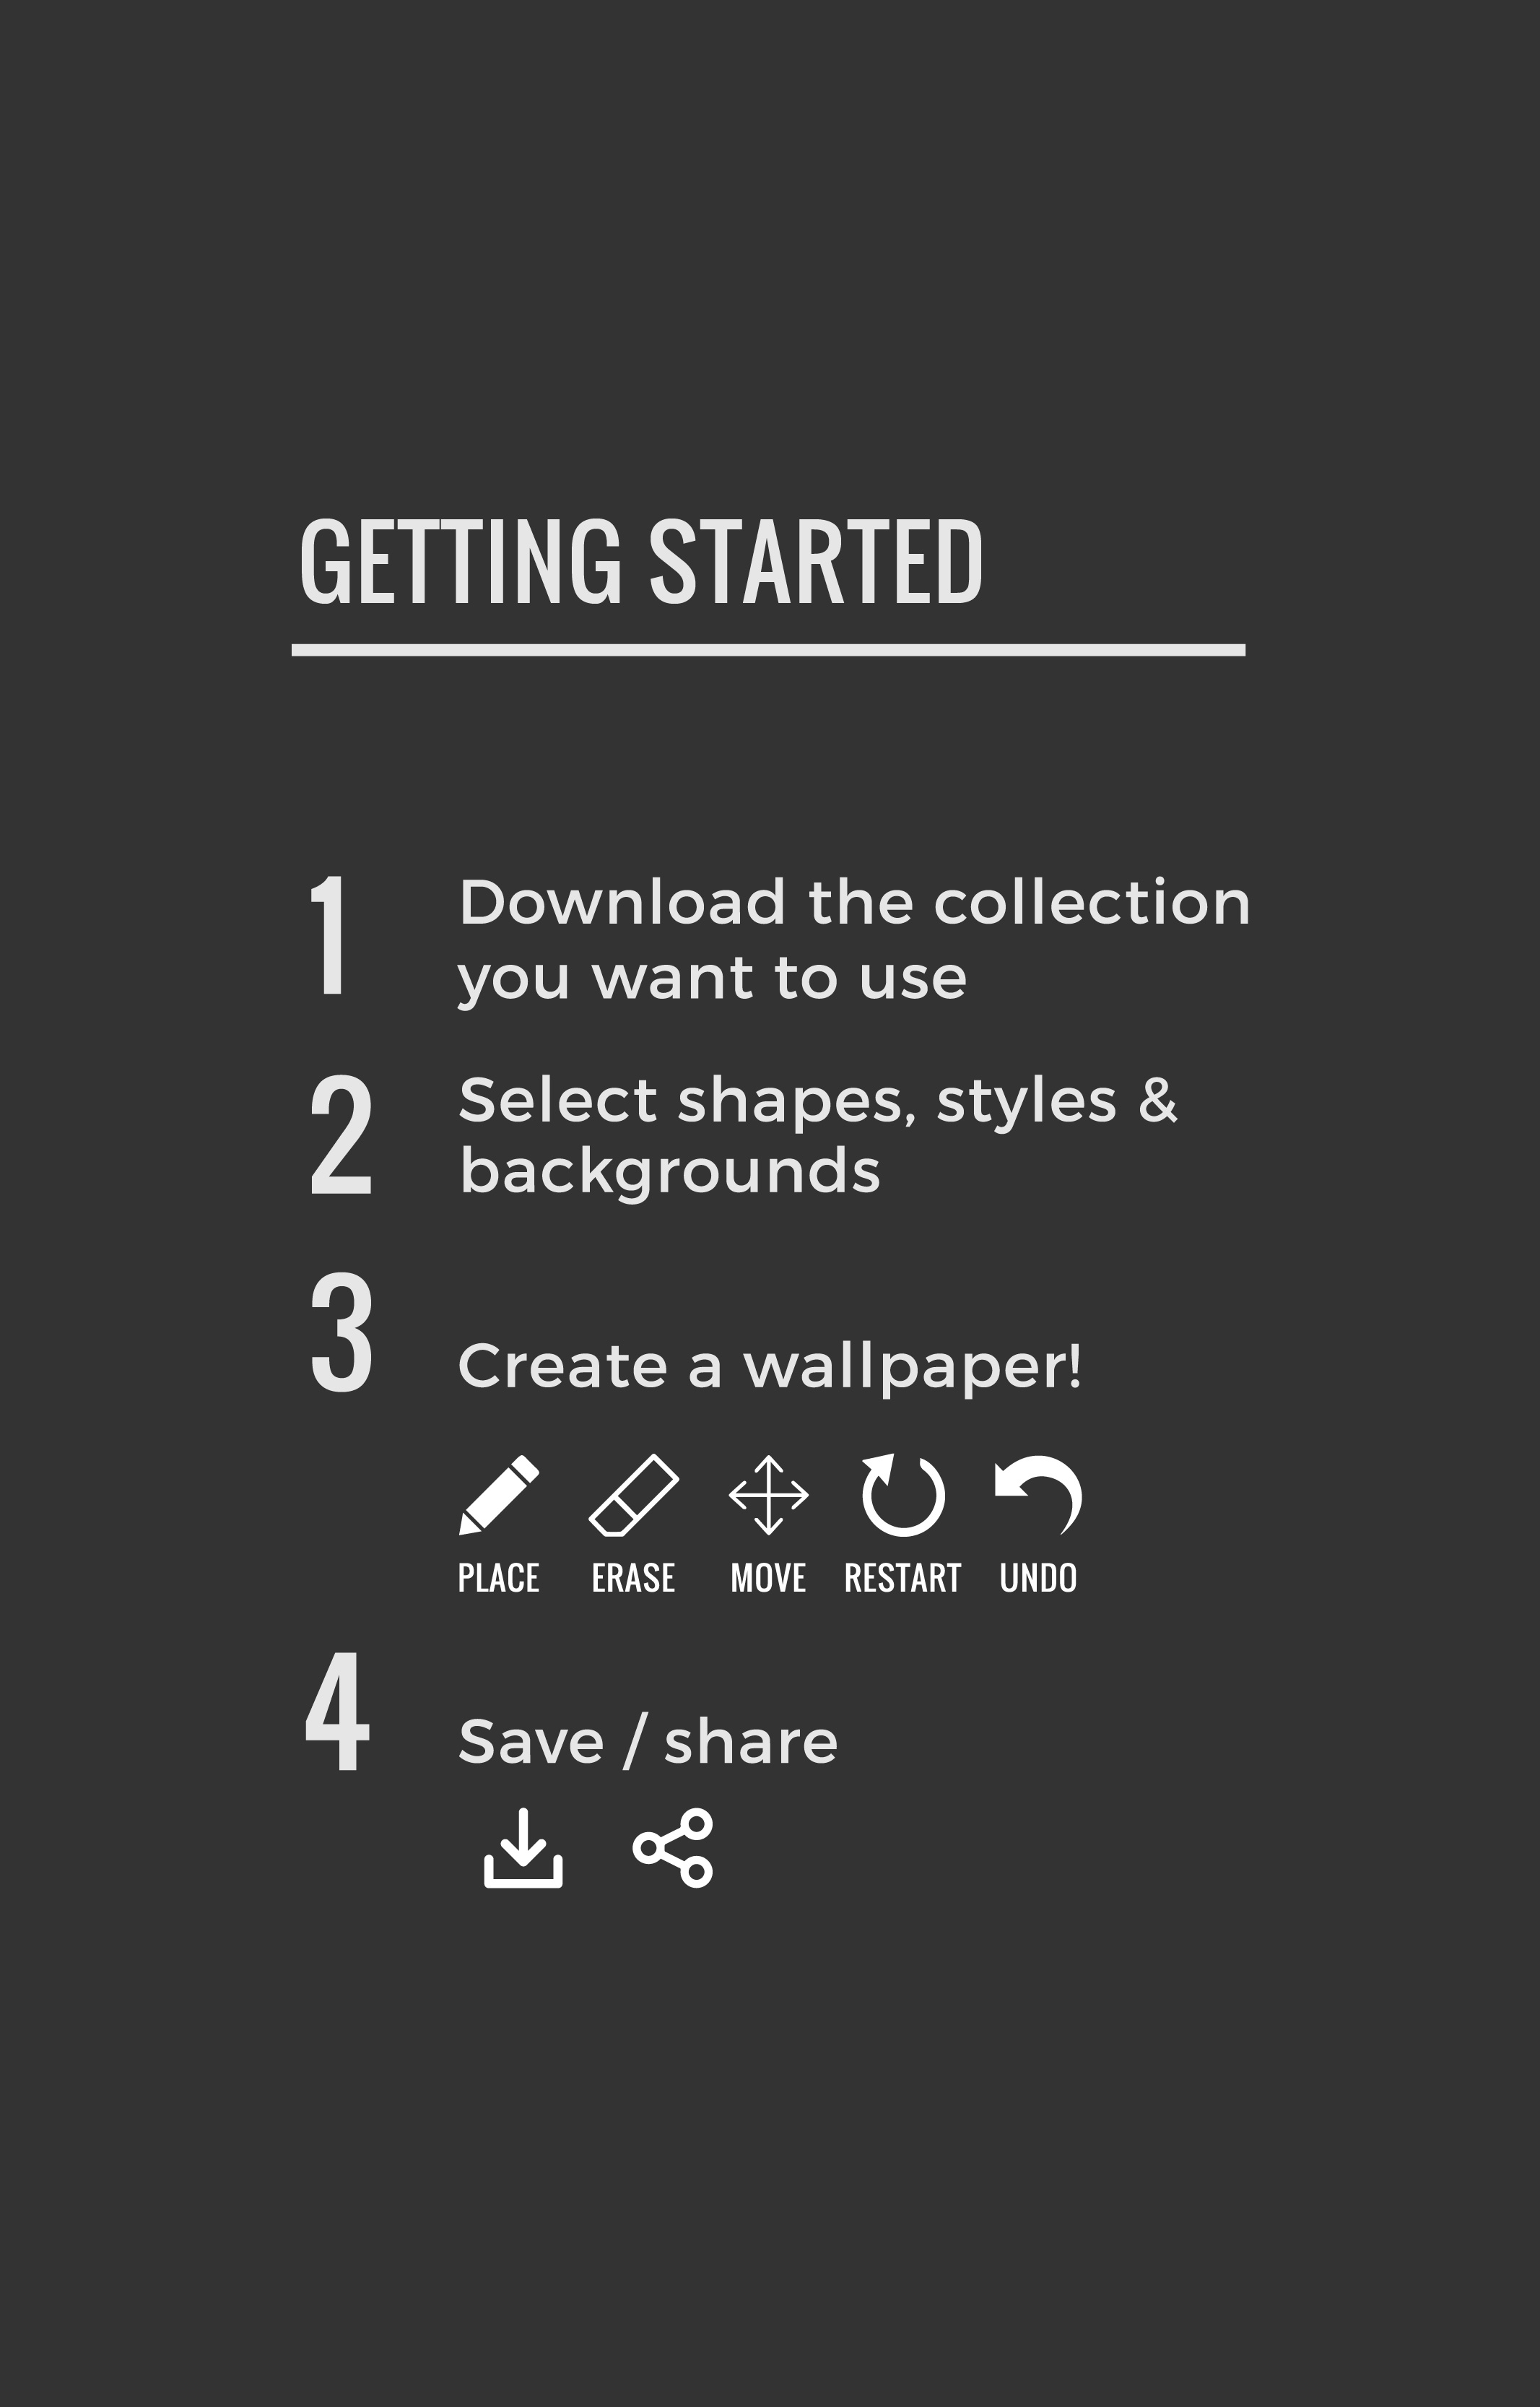 GETTING STARTED
1
Download the collection
you want to use
2
Select shapes, styles &
backgrounds
3
Create a wallpaper!
PLACE ERASE MOVE RESTART UNDO
4
Save / share